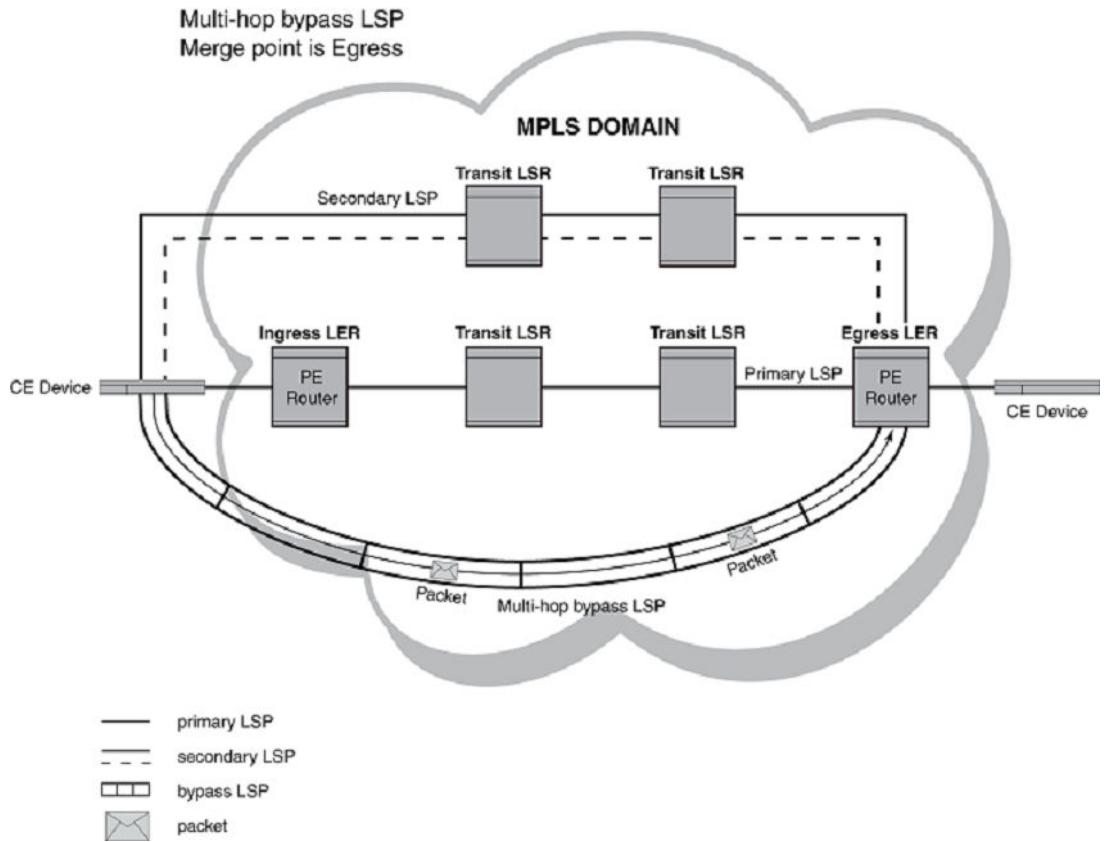 Multi-hop bypass LSP
Merge point is Egress
MPLS DOMAIN
Transit LSR
Transit LSR
Secondary LSP
Ingress LER
Transit LSR
Transit LSR
Egress LER
CE Device
PE
Router
Primary LSP
PE
Router
CE Device
Packet
Packet
Multi-hop bypass LSP
primary LSP
secondary LSP
bypass LSP
packet